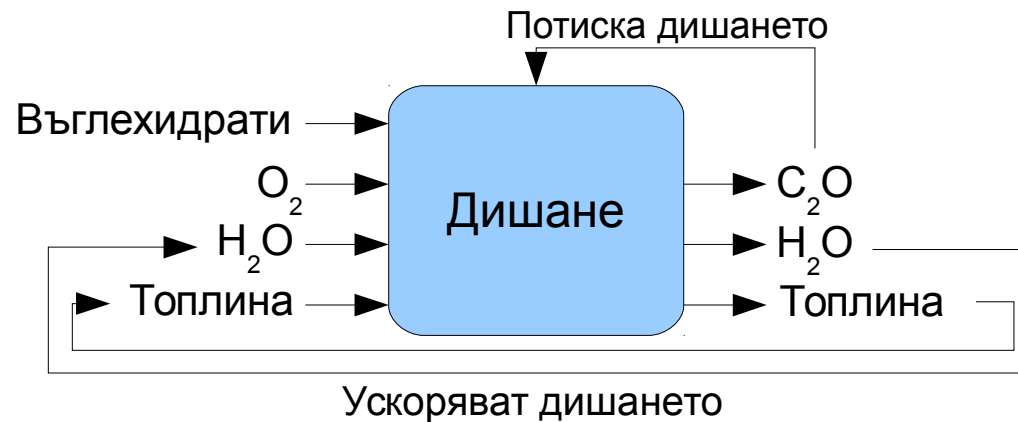 Потиска дишането
Въглехидрати
O₂
H₂O
Топлина
Дишане
C₂O
H₂O
Топлина
Ускоряват дишането